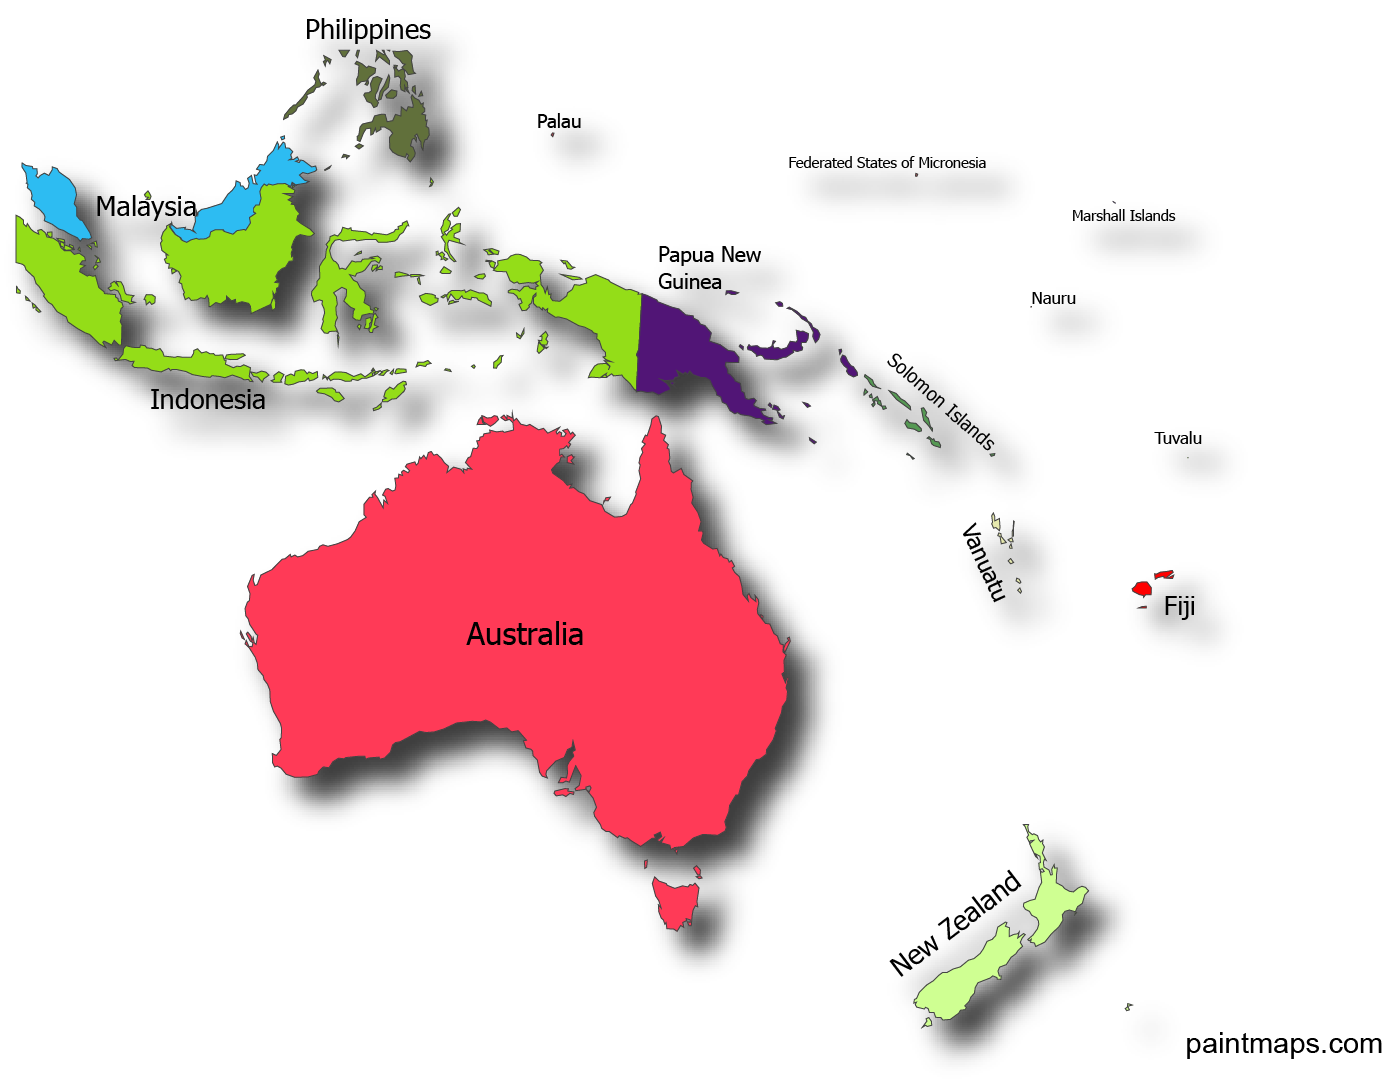 Philippines
Palau
Federated States of Micronesia
Malaysia
Marshall Islands
Papua New
Guinea
Nauru
Solomon Islands
Indonesia
Tuvalu
Vanuatu
Fiji
Australia
New Zealand
paintmaps.com